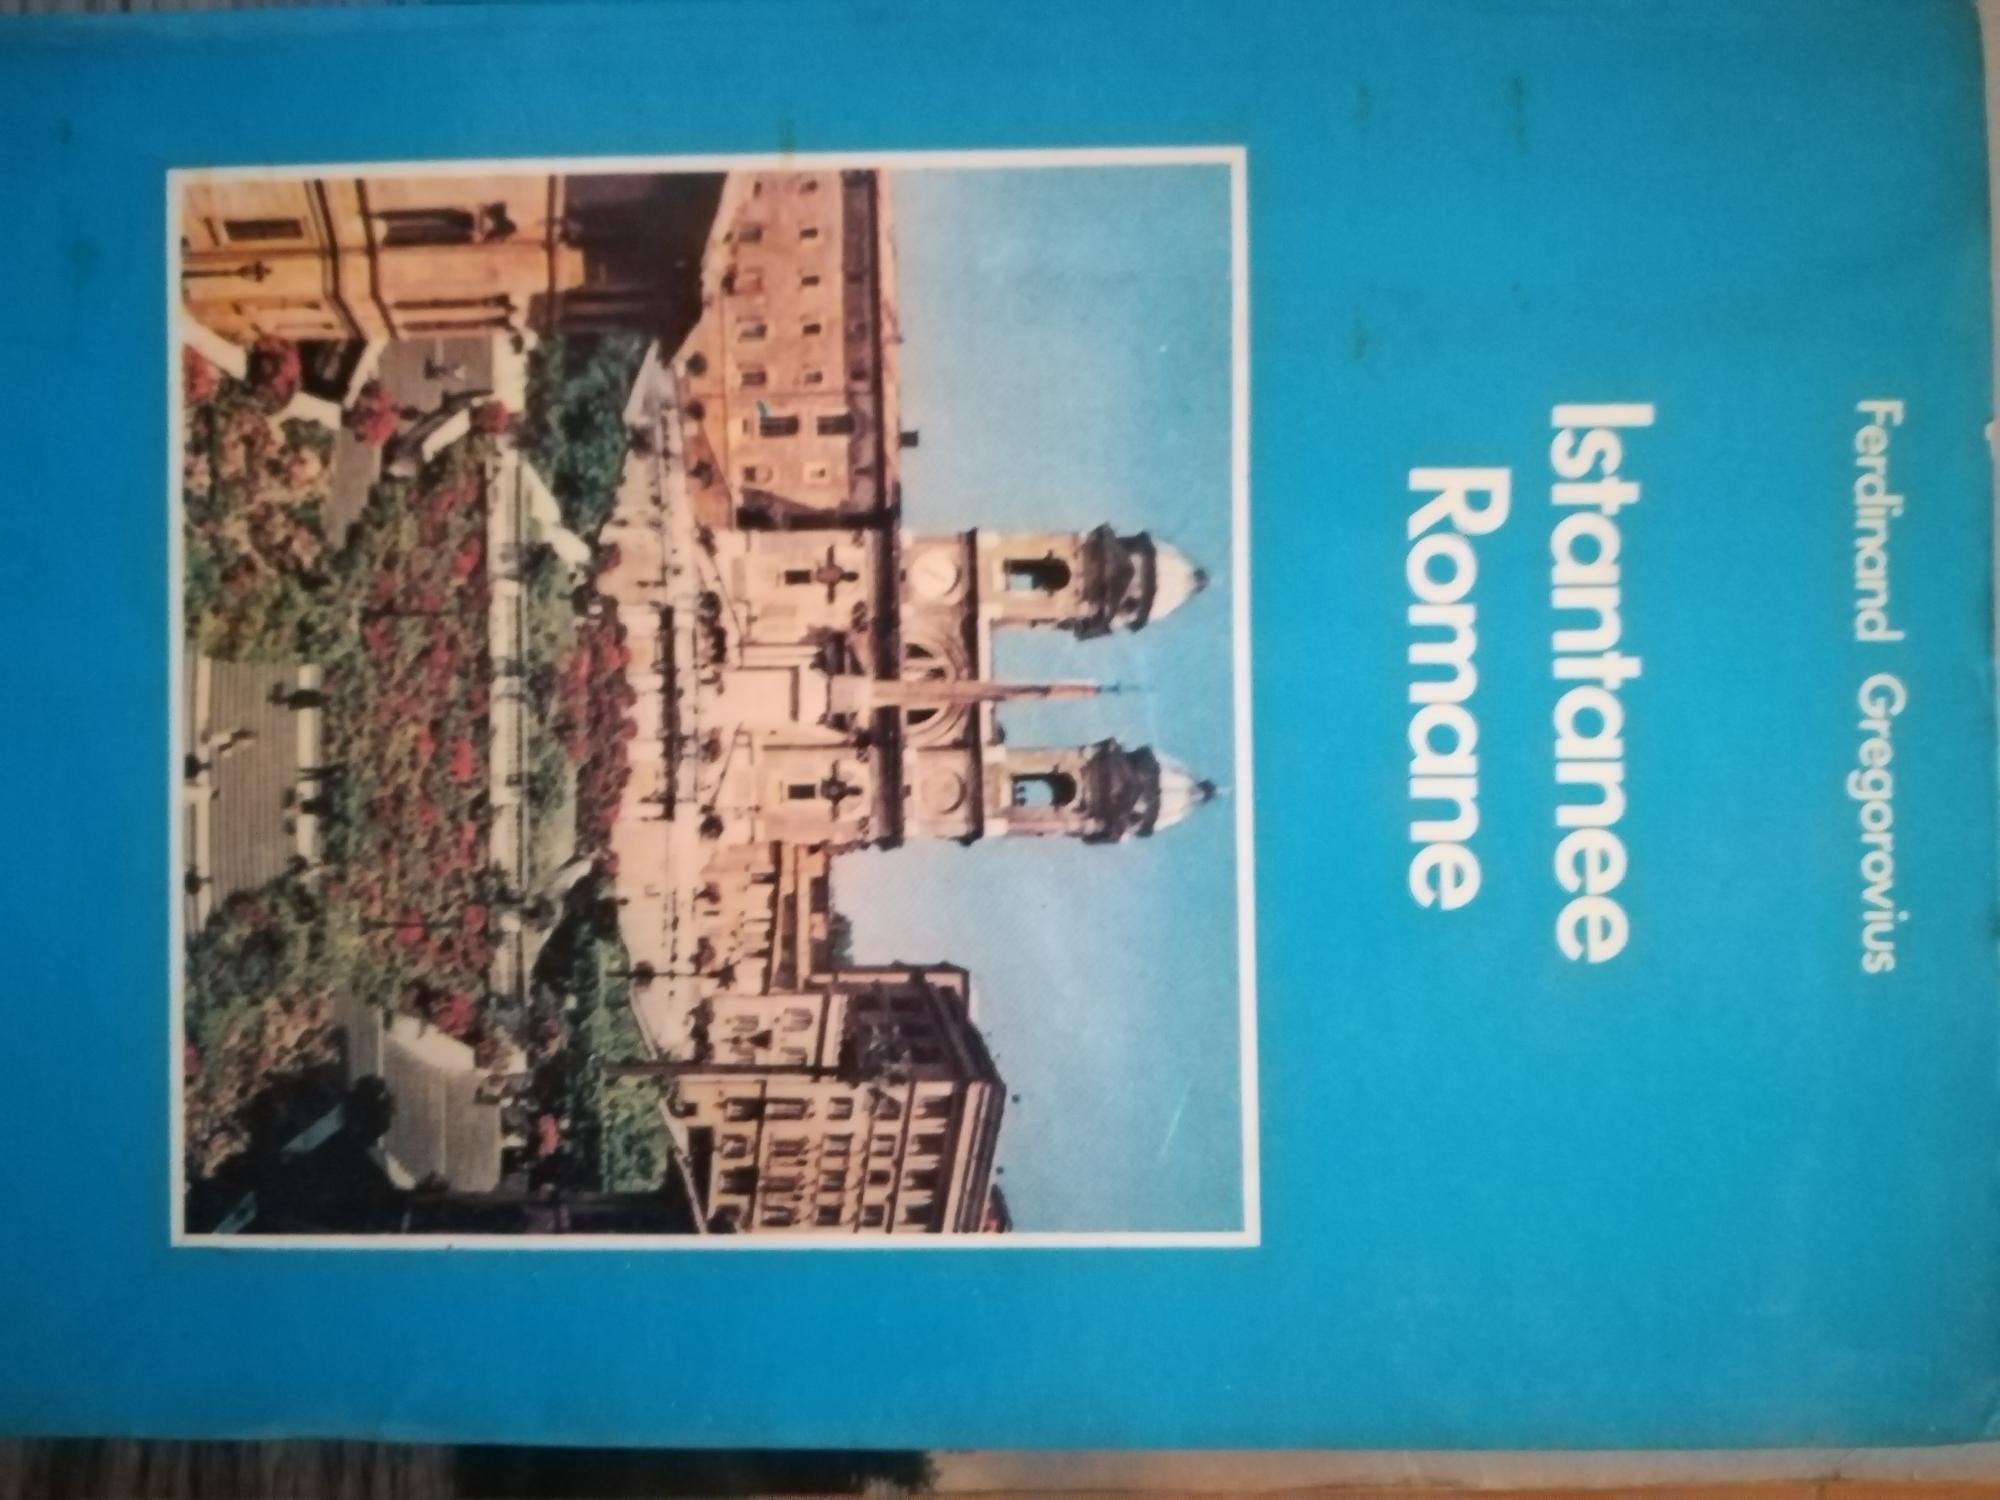 Ferdinand Gregorovius
Istantanee
Romane